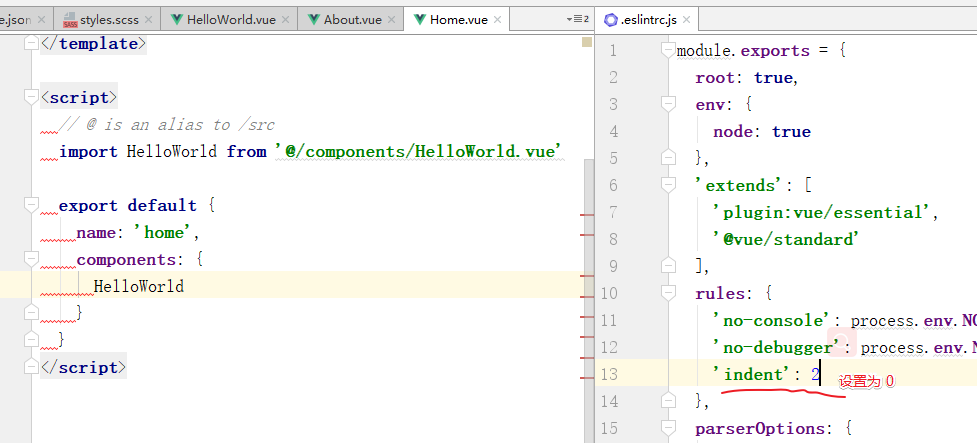 e.json styles.scss HelloWorld.vue About.vue Home.vue 2
</template>
<script>
// @ is an alias to /src
import HelloWorld from '@/components/HelloWorld.vue'
export default {
name: 'home',
components: {
HelloWorld
}
}
</script>
.eslintrc.js
1 module.exports = {
2 root: true,
3 env: {
4 node: true
5 },
6 'extends': [
7 'plugin:vue/essential',
8 '@vue/standard'
9 ],
10 rules: {
11 'no-console': process.env.NO
12 'no-debugger': process.env.N
13 'indent': 2 设置为 0
14 },
15 parserOptions: {